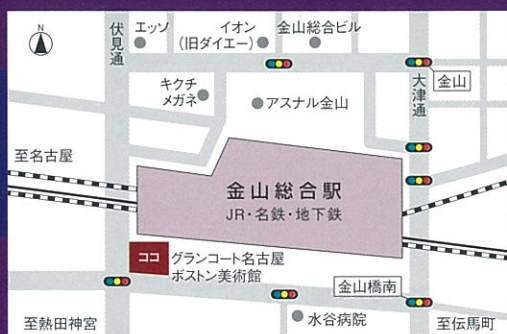 N
伏見通
エッソ
イオン
(旧ダイエー)
金山総合ビル
大津通
金山
キクチ
メガネ
アスナル金山
至名古屋
金山総合駅
JR・名鉄・地下鉄
ココ
グランコート名古屋
ボストン美術館
金山橋南
至熱田神宮
水谷病院
至伝馬町